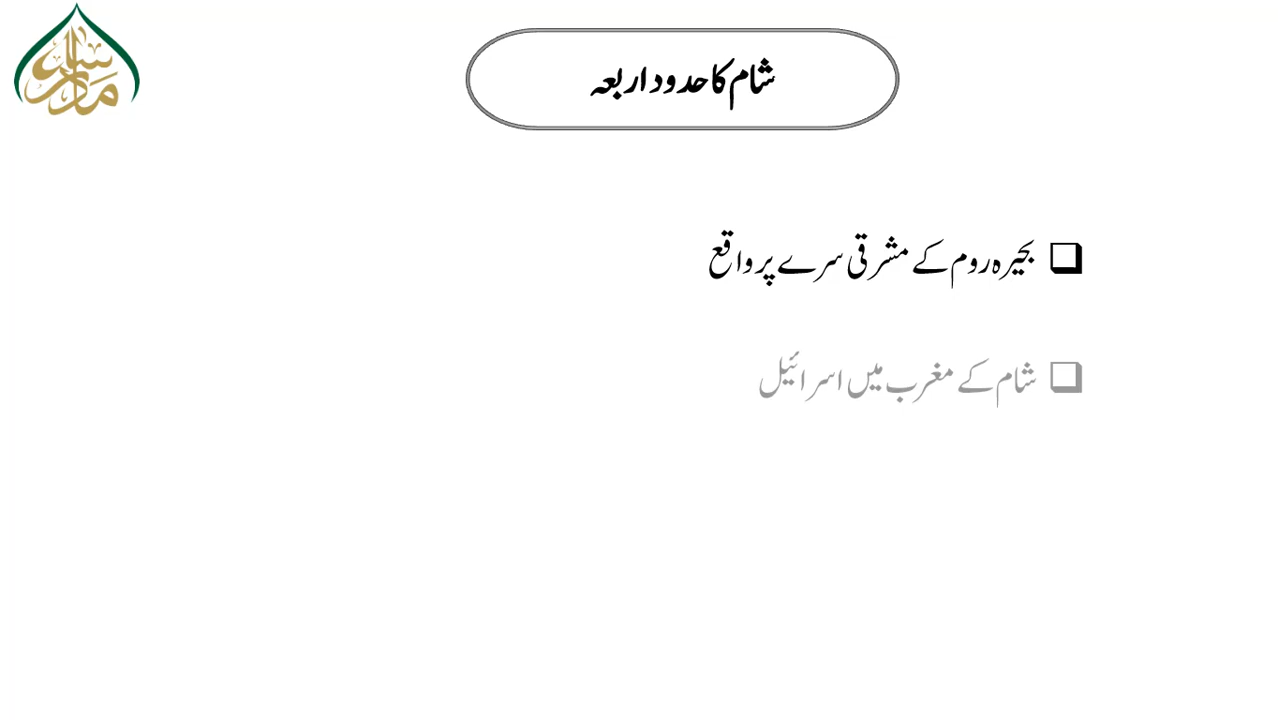 شام کا حدود اربعہ
بحیرہ روم کے مشرقی سرے پر واقع
شام کے مغرب میں اسرائیل